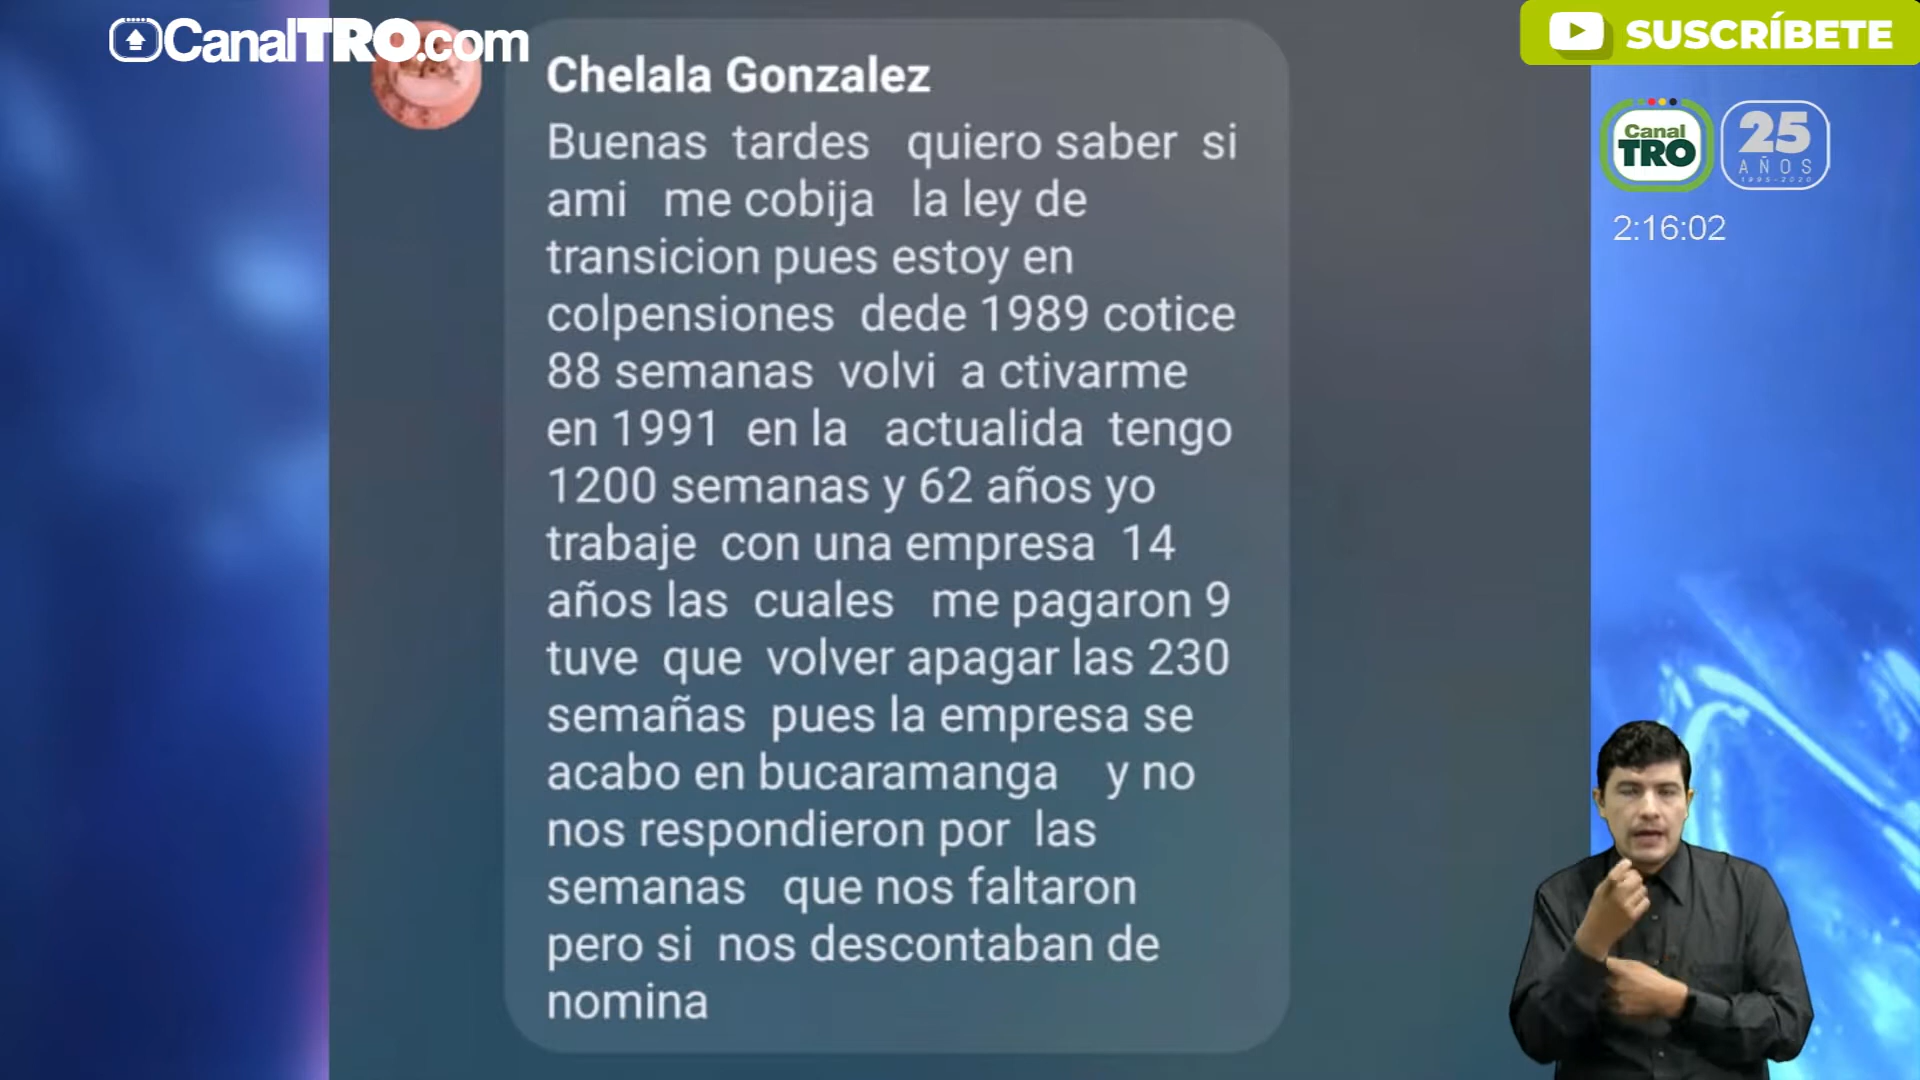 CanalTRO.com
SUSCRÍBETE
Chelala Gonzalez
Buenas tardes quiero saber si
ami me cobija la ley de
transicion pues estoy en
colpensiones dede 1989 cotice
88 semanas volvi a ctivarme
en 1991 en la actualida tengo
1200 semanas y 62 años yo
trabaje con una empresa 14
años las cuales me pagaron 9
tuve que volver apagar las 230
semañas pues la empresa se
acabo en bucaramanga y no
nos respondieron por las
semanas que nos faltaron
pero si nos descontaban de
nomina
Canal
TRO
25
AÑOS
1995-2020
2:16:02